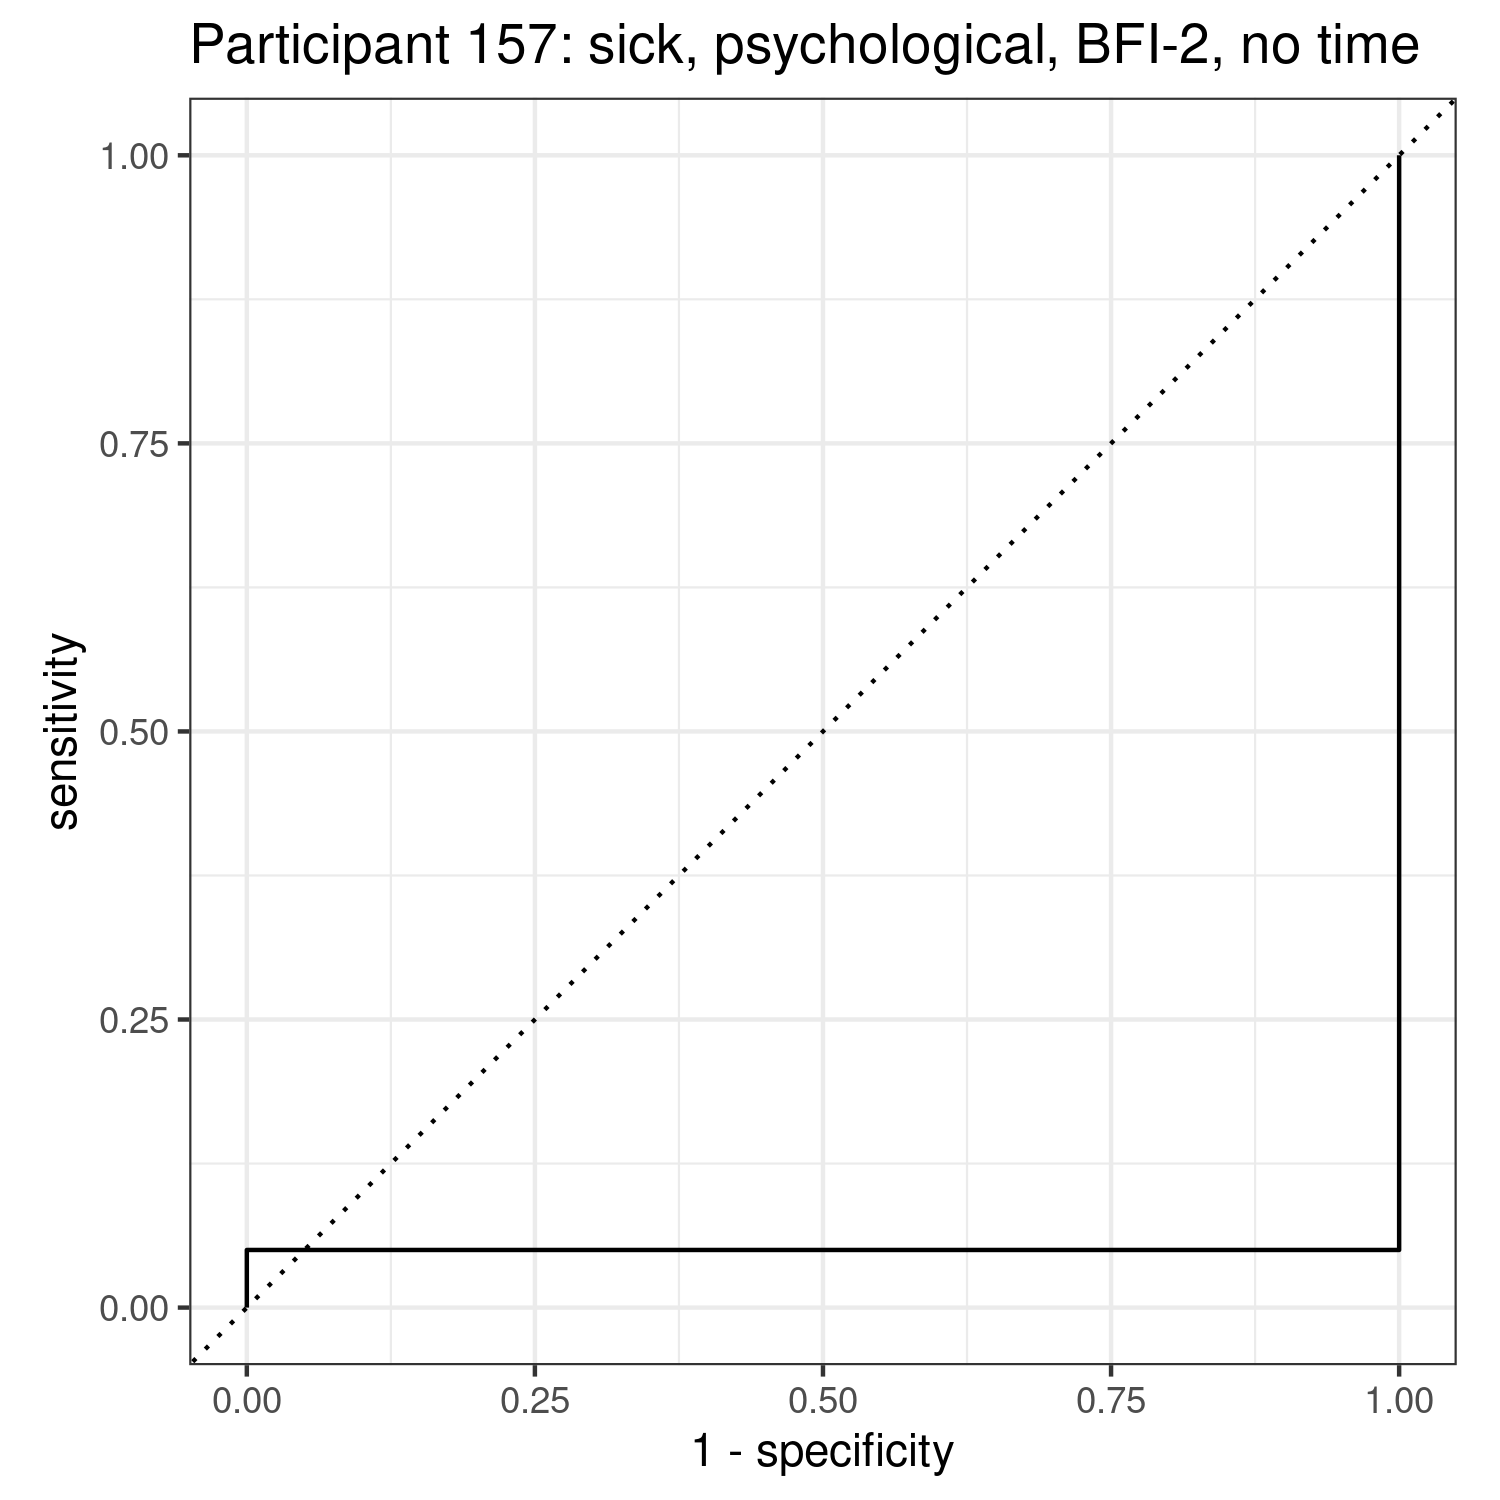 Participant 157: sick, psychological, BFI-2, no time
1.00
0.75
0.50
0.25
0.00
sensitivity
0.00 0.25 0.50 0.75 1.00
1 - specificity